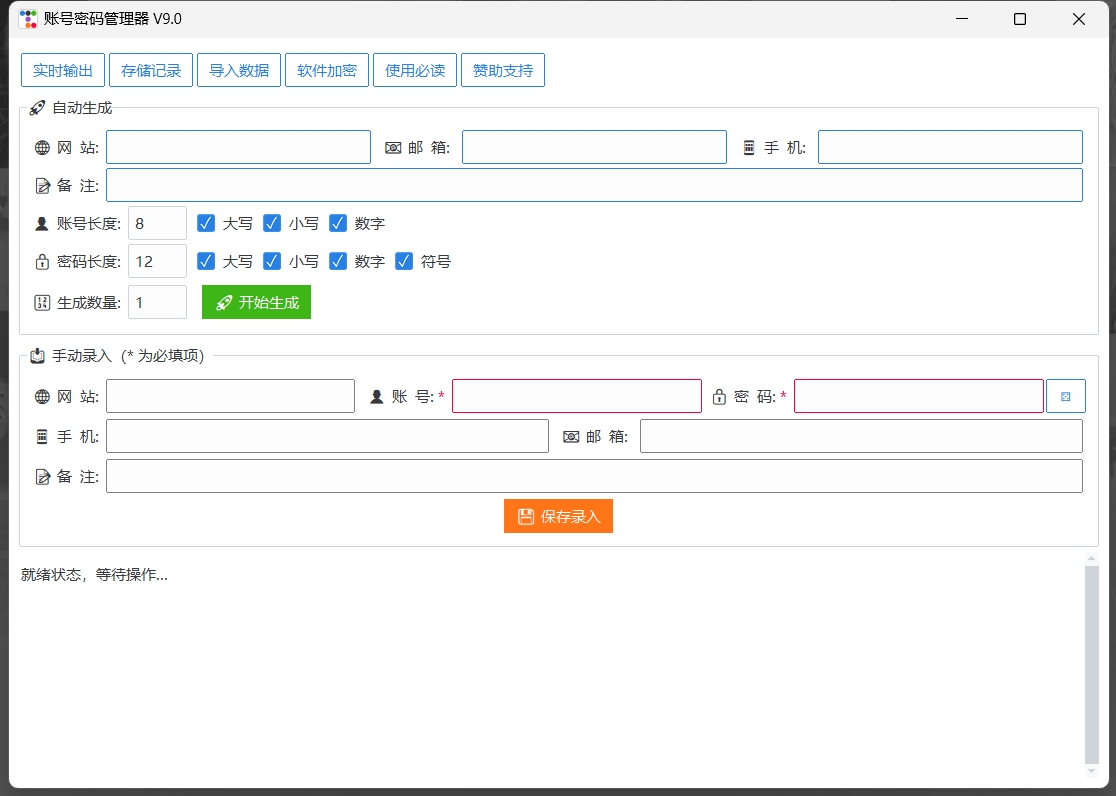 账号密码管理器 V9.0
实时输出 存储记录 导入数据 软件加密 使用必读 赞助支持
自动生成
网 站: 邮 箱: 手 机:
备 注:
账号长度: 8 大写 小写 数字
密码长度: 12 大写 小写 数字 符号
生成数量: 1 开始生成
手动录入 (* 为必填项)
网 站: 账 号: * 密 码: *
手 机: 邮 箱:
备 注:
保存录入
就绪状态，等待操作...